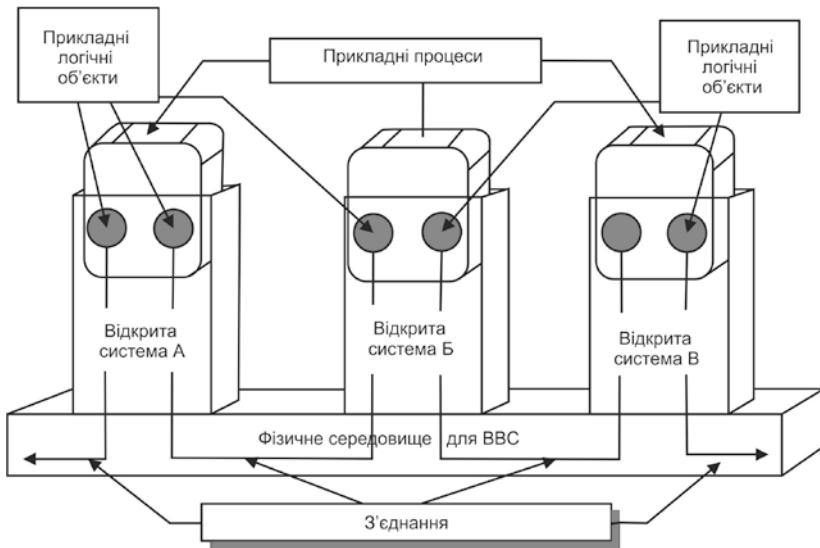 Прикладні
логічні
об’єкти
Прикладні процеси
Прикладні
логічні
об’єкти
Відкрита
система А
Відкрита
система Б
Відкрита
система В
Фізичне середовище для ВВС
З’єднання